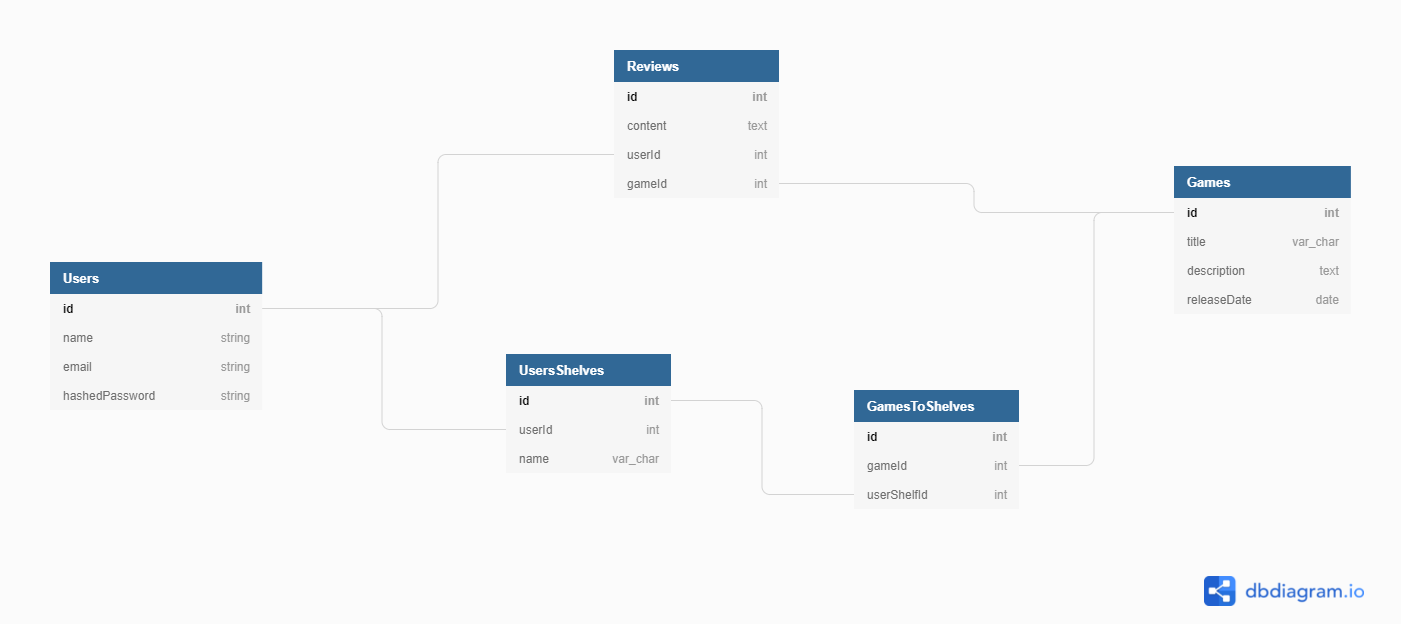 Reviews
id int
content text
userId int
gameId int
Games
id int
title var_char
description text
releaseDate date
Users
id int
name string
email string
hashedPassword string
UsersShelves
id int
userId int
name var_char
GamesToShelves
id int
gameId int
userShelfId int
dbdiagram.io